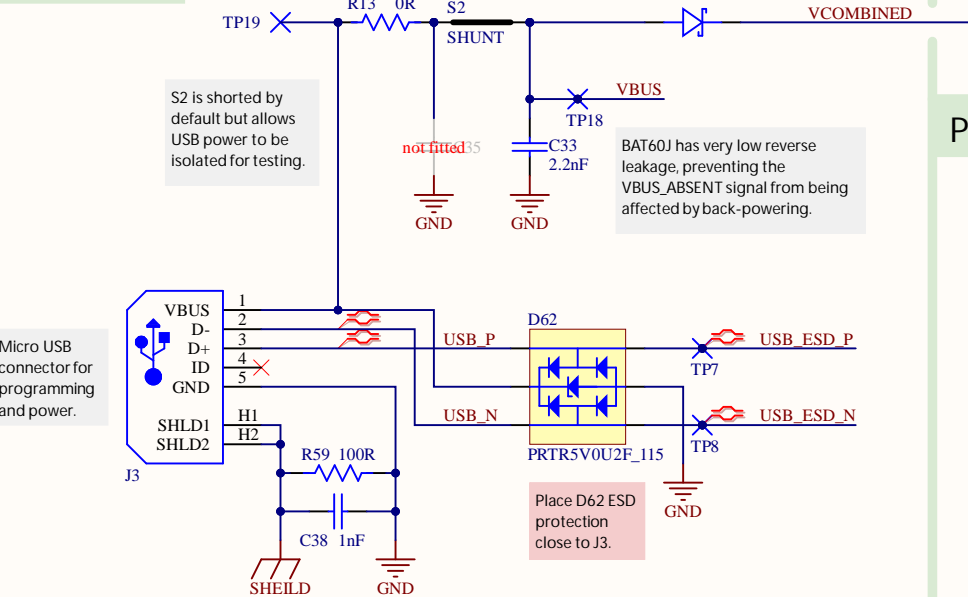 R13 0R
S2
TP19
SHUNT
VCOMBINED
S2 is shorted by
default but allows
USB power to be
isolated for testing.
VBUS
TP18
not fitted
C33
2.2nF
BAT60J has very low reverse
leakage, preventing the
VBUS_ABSENT signal from being
affected by back-powering.
GND
GND
P
VBUS 1
D- 2
D+ 3
ID 4
GND 5
SHLD1 H1
SHLD2 H2
J3
Micro USB
connector for
programming
and power.
USB_P
USB_N
D62
PRTR5V0U2F_115
USB_ESD_P
TP7
USB_ESD_N
TP8
GND
R59 100R
C38 1nF
SHEILD
GND
Place D62 ESD
protection
close to J3.